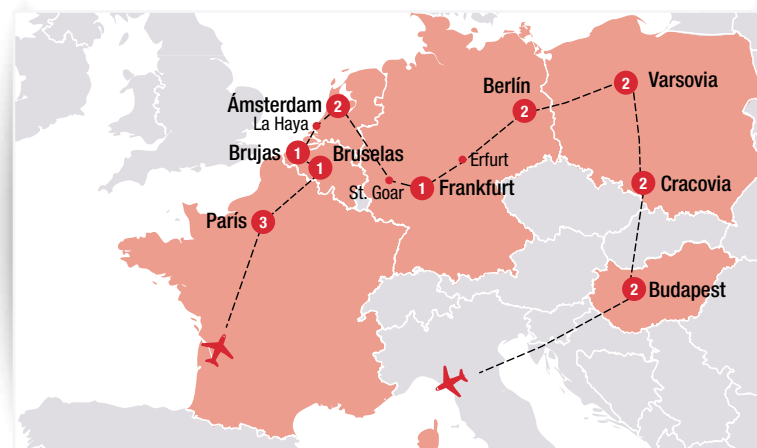 Berlín
2
Varsovia
2
Ámsterdam
2
La Haya
Brujas
1
Bruselas
1
Erfurt
St. Goar
1
Frankfurt
2
Cracovia
París
3
2
Budapest